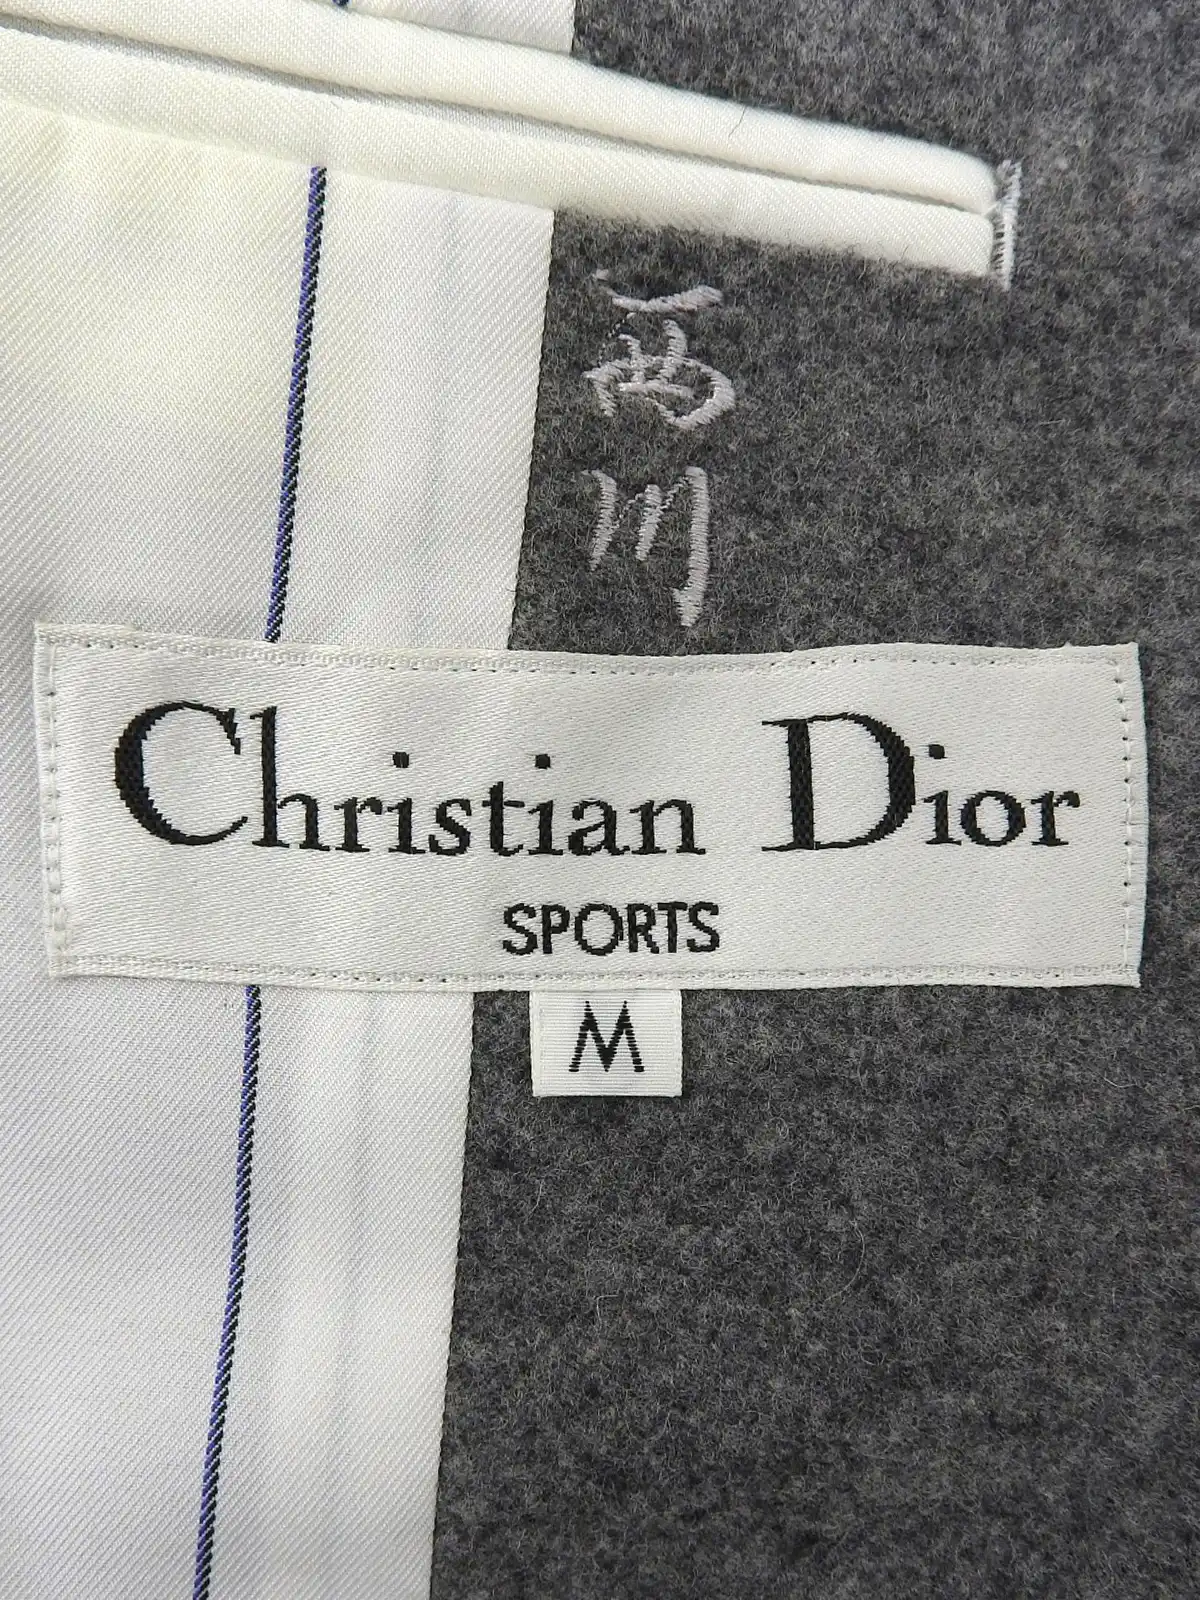 西川
Christian Dior
SPORTS
M